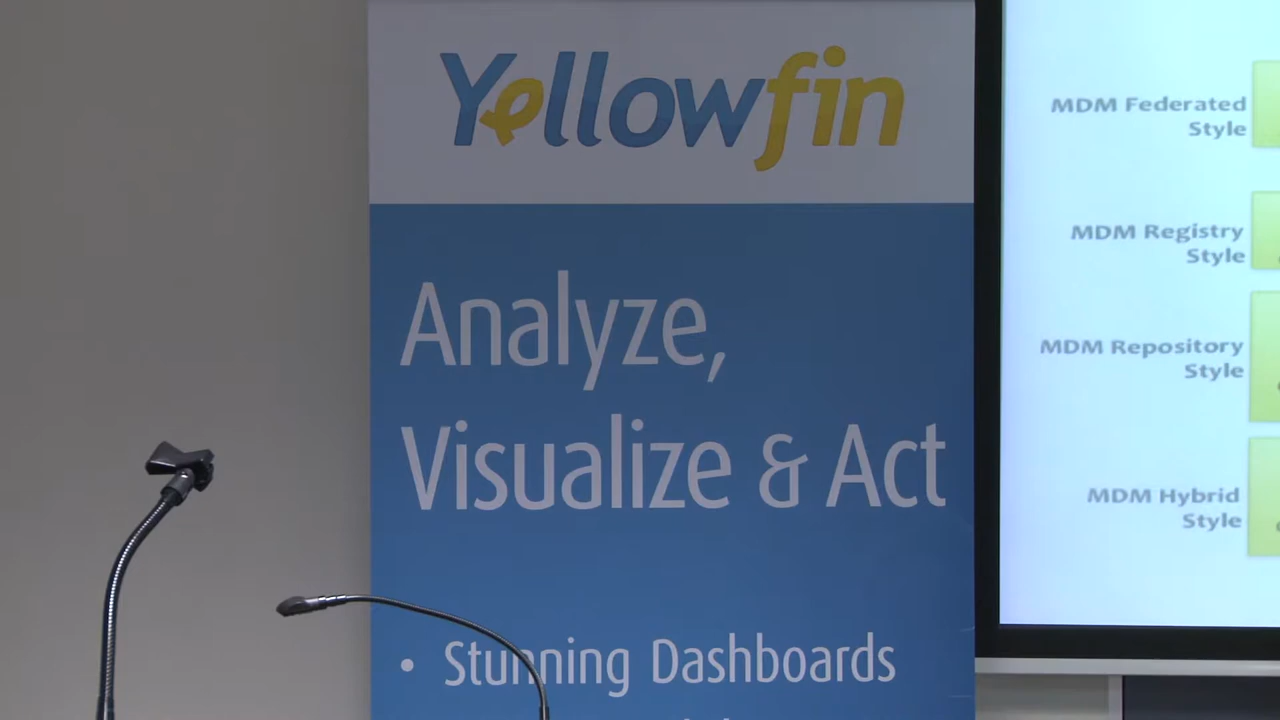 Yellowfin
Analyze,
Visualize & Act
• Stunning Dashboards
MDM Federated
Style
MDM Registry
Style
MDM Repository
Style
MDM Hybrid
Style